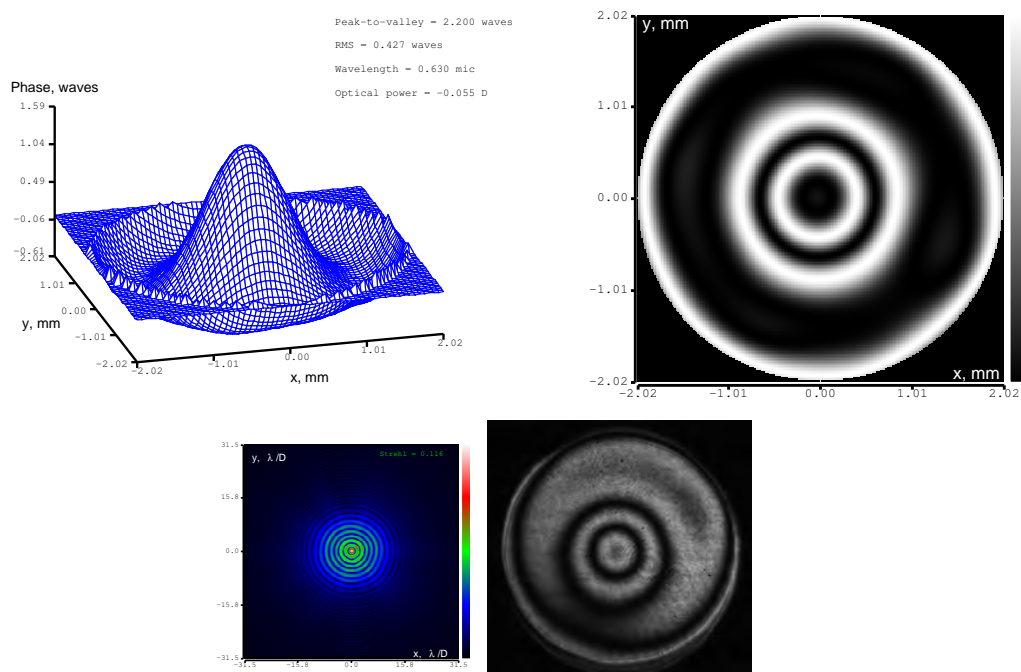 Peak-to-valley = 2.200 waves
RMS = 0.427 waves
Wavelength = 0.630 mic
Optical power = -0.055 D
Phase, waves
1.59
1.04
0.49
-0.06
-0.61
2.02
1.01
0.00
-1.01
-2.02
y, mm
-2.02
-1.01
0.00
1.01
2.02
x, mm
2.02
y, mm
1.01
0.00
-1.01
-2.02
x, mm
-2.02
-1.01
0.00
1.01
2.02
31.5
y, λ/D
Strehl = 0.116
15.8
0.0
-15.8
-31.5
x, λ/D
-31.5
-15.8
0.0
15.8
31.5